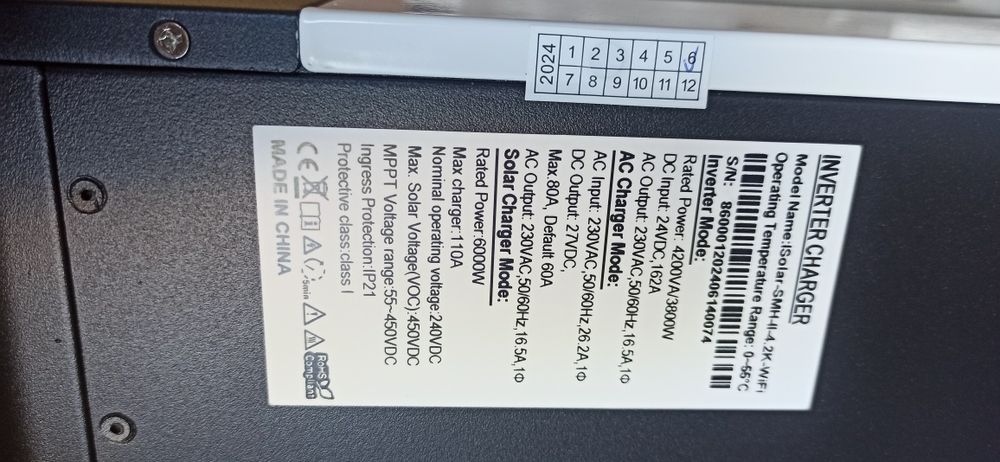 2024 1 2 3 4 5 6
7 8 9 10 11 12
INVERTER CHARGER
Model Name:ISolar-SMH-II-4.2K-WiFi
Operating Temperature Range: 0~55°C
S/N: 860001202406140074
Inverter Mode:
Rated Power: 4200VA/3800W
DC Input: 24VDC,162A
AC Output: 230VAC,50/60Hz,16.5A,1Φ
AC Charger Mode:
AC Input: 230VAC,50/60Hz,26.2A,1Φ
DC Output: 27VDC,
Max.80A, Default 60A
AC Output: 230VAC,50/60Hz,16.5A,1Φ
Solar Charger Mode:
Rated Power:6000W
Max charger:110A
Nominal operating voltage:240VDC
Max. Solar Voltage(VOC):450VDC
MPPT Voltage range:55~450VDC
Ingress Protection:IP21
Protective class:class I
CE 5min RoHS Compliant
MADE IN CHINA